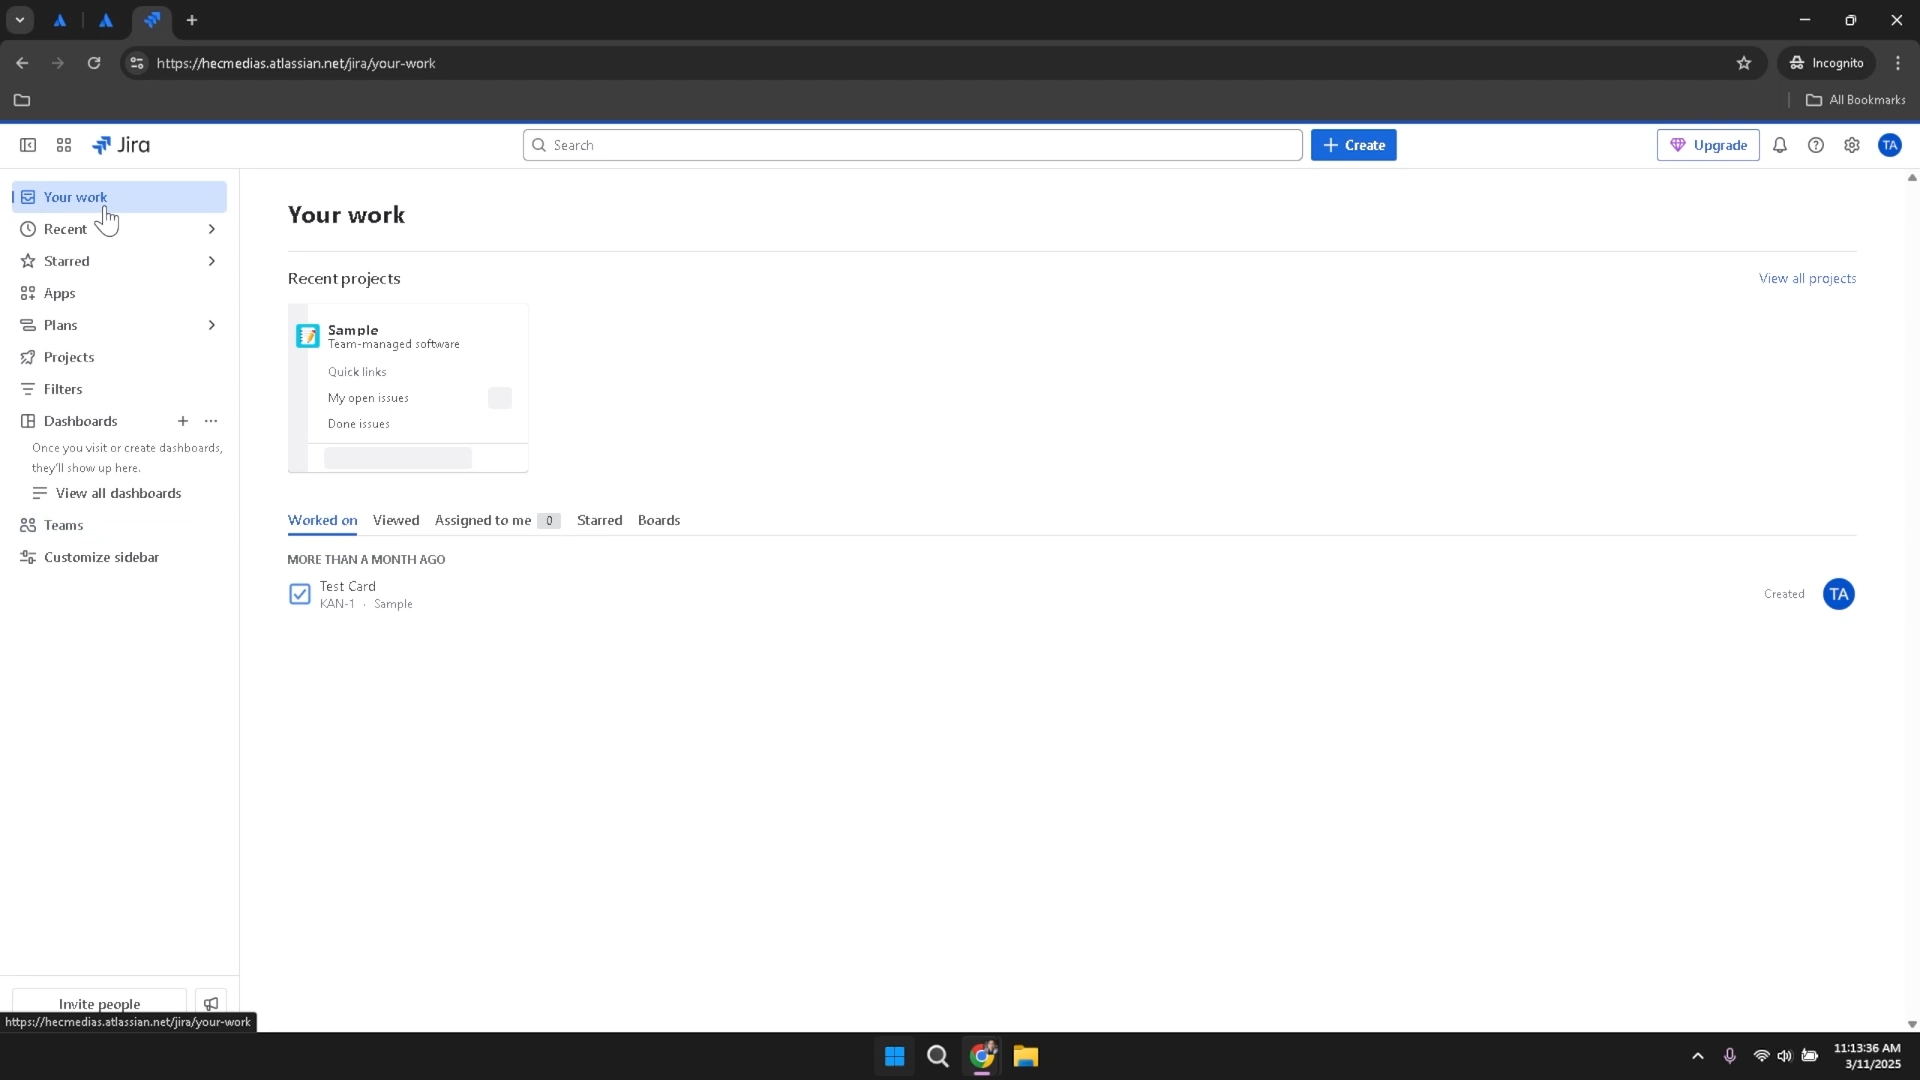 https://hecmedias.atlassian.net/jira/your-work
Incognito
All Bookmarks
Jira
Search
Create
Upgrade
TA
Your work
Recent
Starred
Apps
Plans
Projects
Filters
Dashboards
Once you visit or create dashboards,
they'll show up here.
View all dashboards
Teams
Customize sidebar
Invite people
https://hecmedias.atlassian.net/jira/your-work
Your work
Recent projects
View all projects
Sample
Team-managed software
Quick links
My open issues
Done issues
Worked on Viewed Assigned to me 0 Starred Boards
MORE THAN A MONTH AGO
Test Card
KAN-1 · Sample
Created TA
11:13:36 AM
3/11/2025